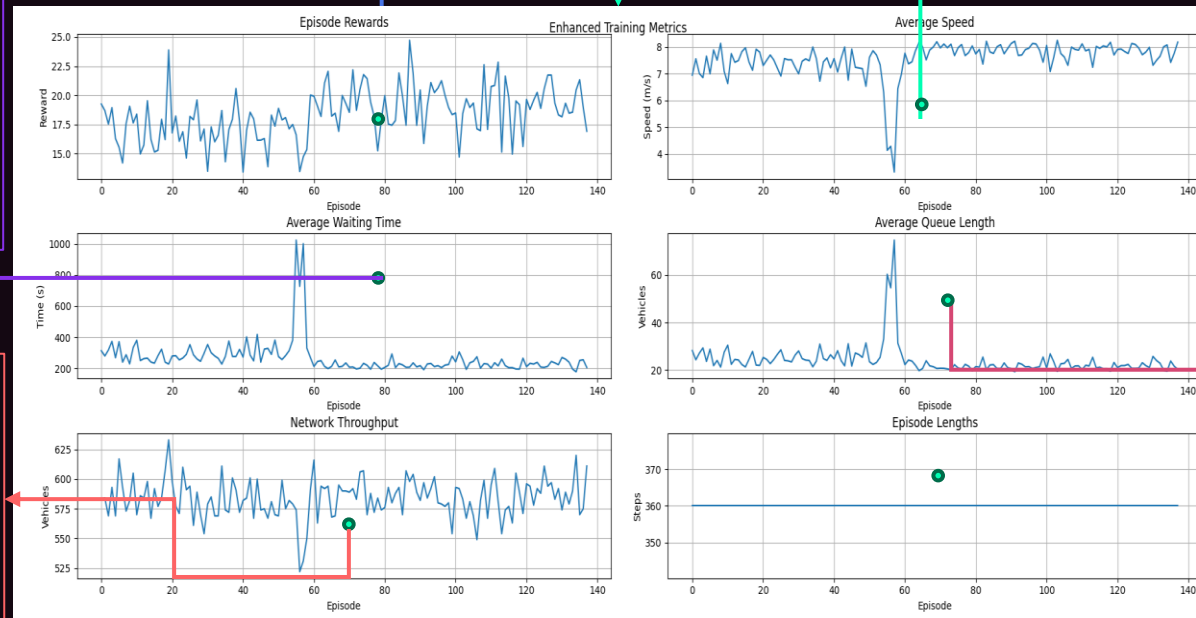 Enhanced Training Metrics
Episode Rewards
Reward
25.0
22.5
20.0
17.5
15.0
0 20 40 60 80 100 120 140
Episode
Average Speed
Speed (m/s)
8
7
6
5
4
0 20 40 60 80 100 120 140
Episode
Average Waiting Time
Time (s)
1000
800
600
400
200
0 20 40 60 80 100 120 140
Episode
Average Queue Length
Vehicles
60
40
20
0 20 40 60 80 100 120 140
Episode
Network Throughput
Vehicles
625
600
575
550
525
0 20 40 60 80 100 120 140
Episode
Episode Lengths
Steps
370
360
350
0 20 40 60 80 100 120 140
Episode